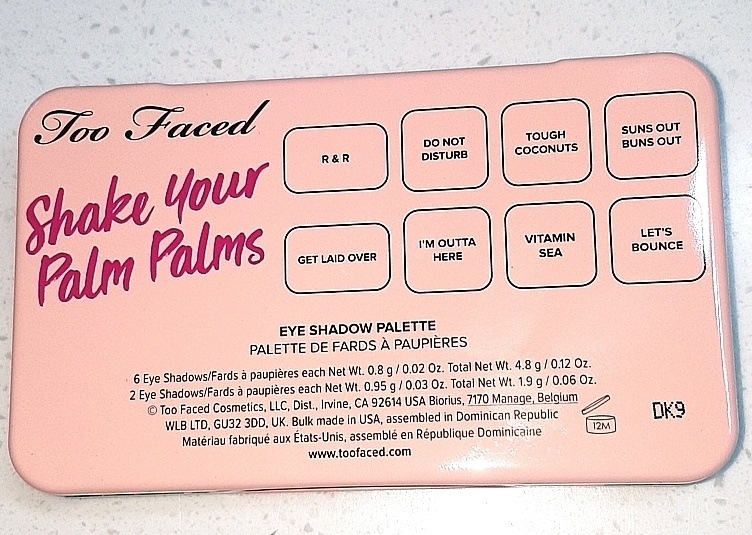 Too Faced
Shake Your
Palm Palms
R & R
DO NOT
DISTURB
TOUGH
COCONUTS
SUNS OUT
BUNS OUT
GET LAID OVER
I'M OUTTA
HERE
VITAMIN
SEA
LET'S
BOUNCE
EYE SHADOW PALETTE
PALETTE DE FARDS À PAUPIÈRES
6 Eye Shadows/Fards à paupières each Net Wt. 0.8 g / 0.02 Oz. Total Net Wt. 4.8 g / 0.12 Oz.
2 Eye Shadows/Fards à paupières each Net Wt. 0.95 g / 0.03 Oz. Total Net Wt. 1.9 g / 0.06 Oz.
© Too Faced Cosmetics, LLC, Dist., Irvine, CA 92614 USA Biorius, 7170 Manage, Belgium
WLB LTD, GU32 3DD, UK. Bulk made in USA, assembled in Dominican Republic
Matériau fabriqué aux États-Unis, assemblé en République Dominicaine
www.toofaced.com
12M
DK9